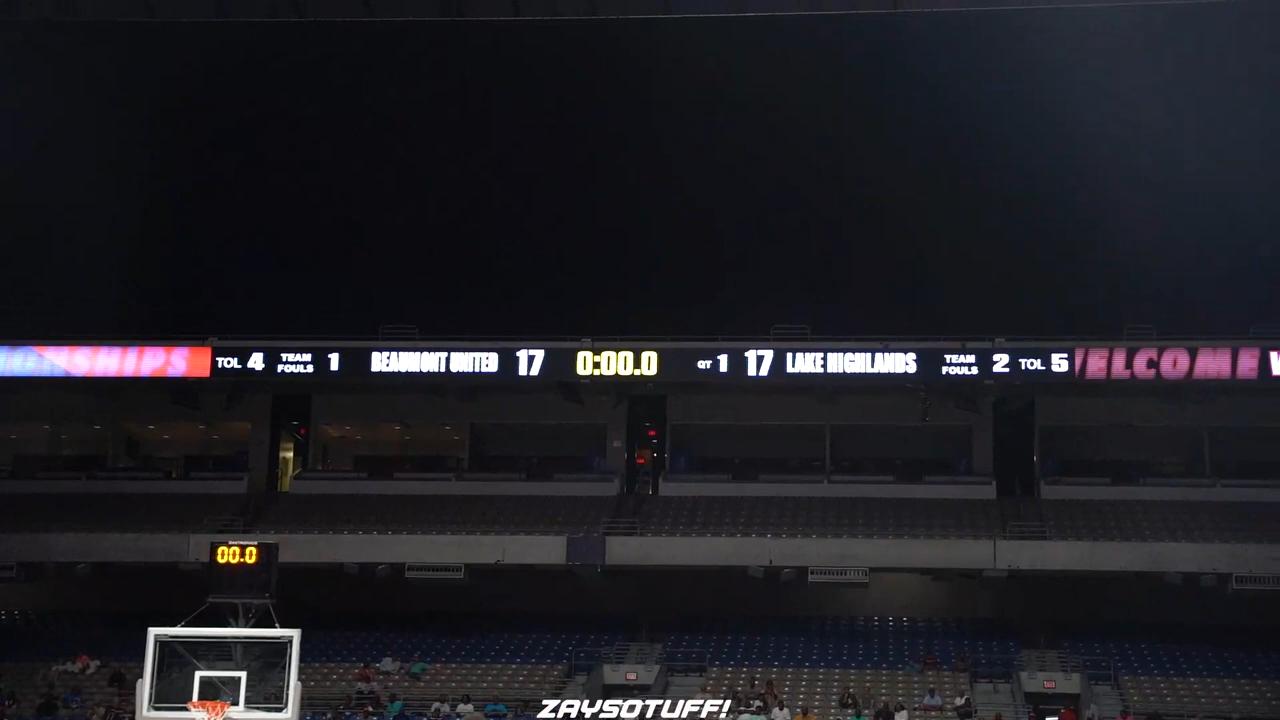 TOL 4 TEAM FOULS 1 BEAUMONT UNITED 17 0:00.0 QT 1 17 LAKE HIGHLANDS TEAM FOULS 2 TOL 5 WELCOME
00.0
ZAYSOTUFF!